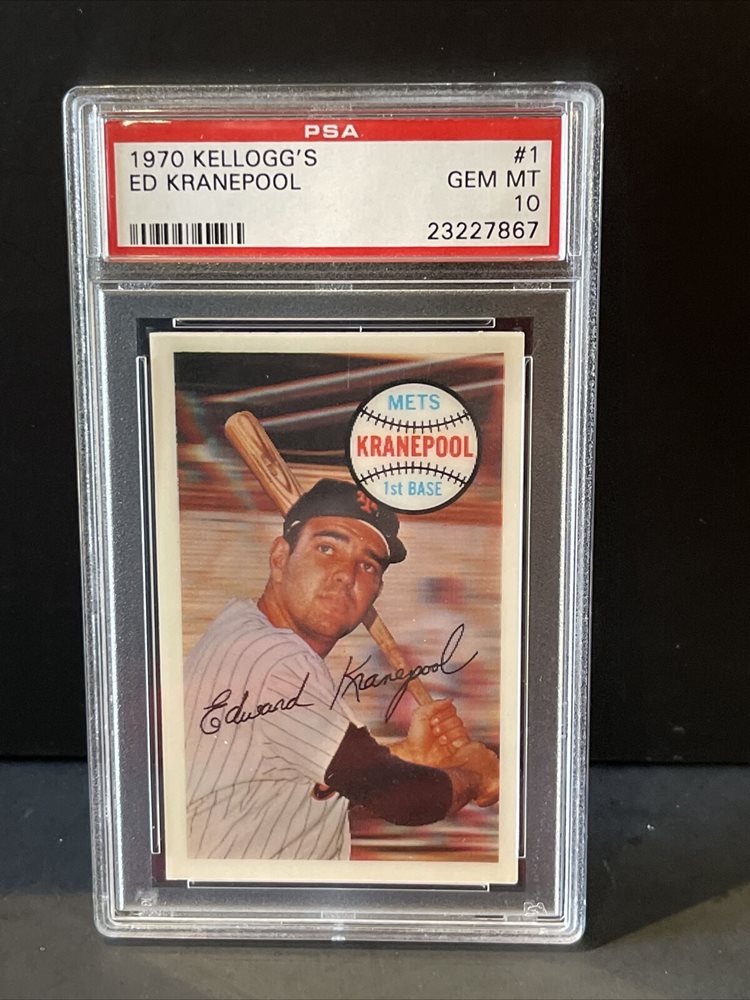 PSA
1970 KELLOGG'S #1
ED KRANEPOOL GEM MT
10
23227867
METS
KRANEPOOL
1st BASE
Edward Kranepool